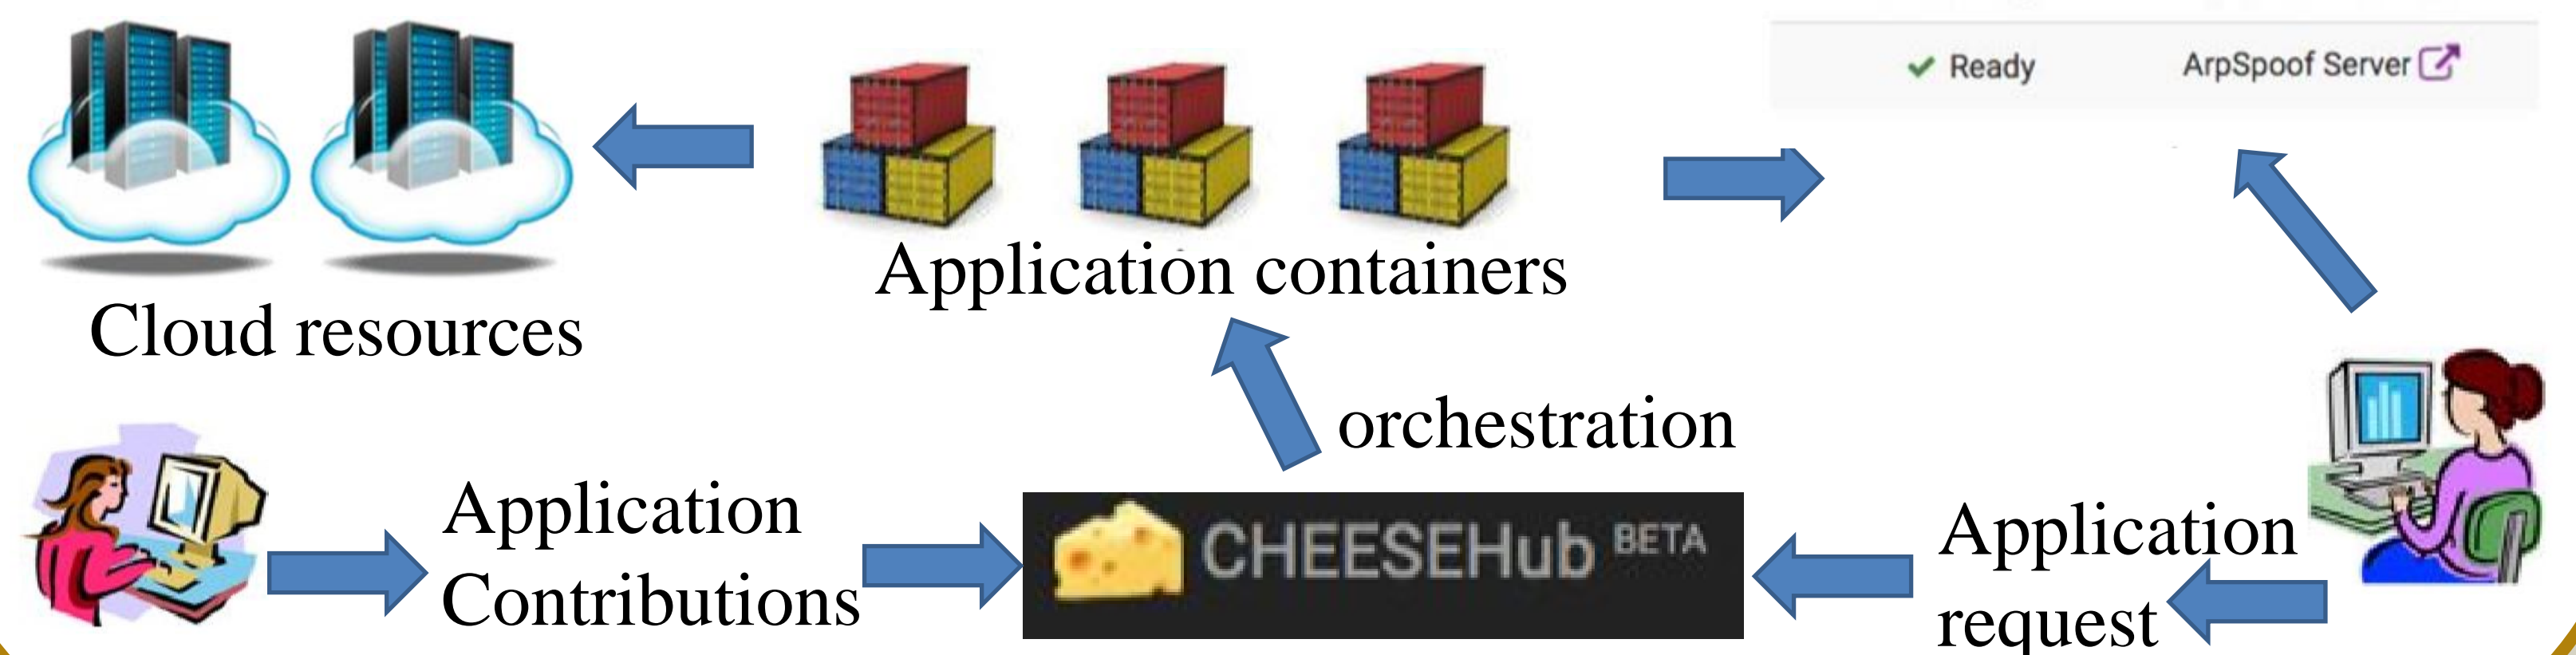 ✔ Ready ArpSpoof Server
Application containers
Cloud resources
orchestration
Application
Contributions
CHEESEHub BETA
Application
request